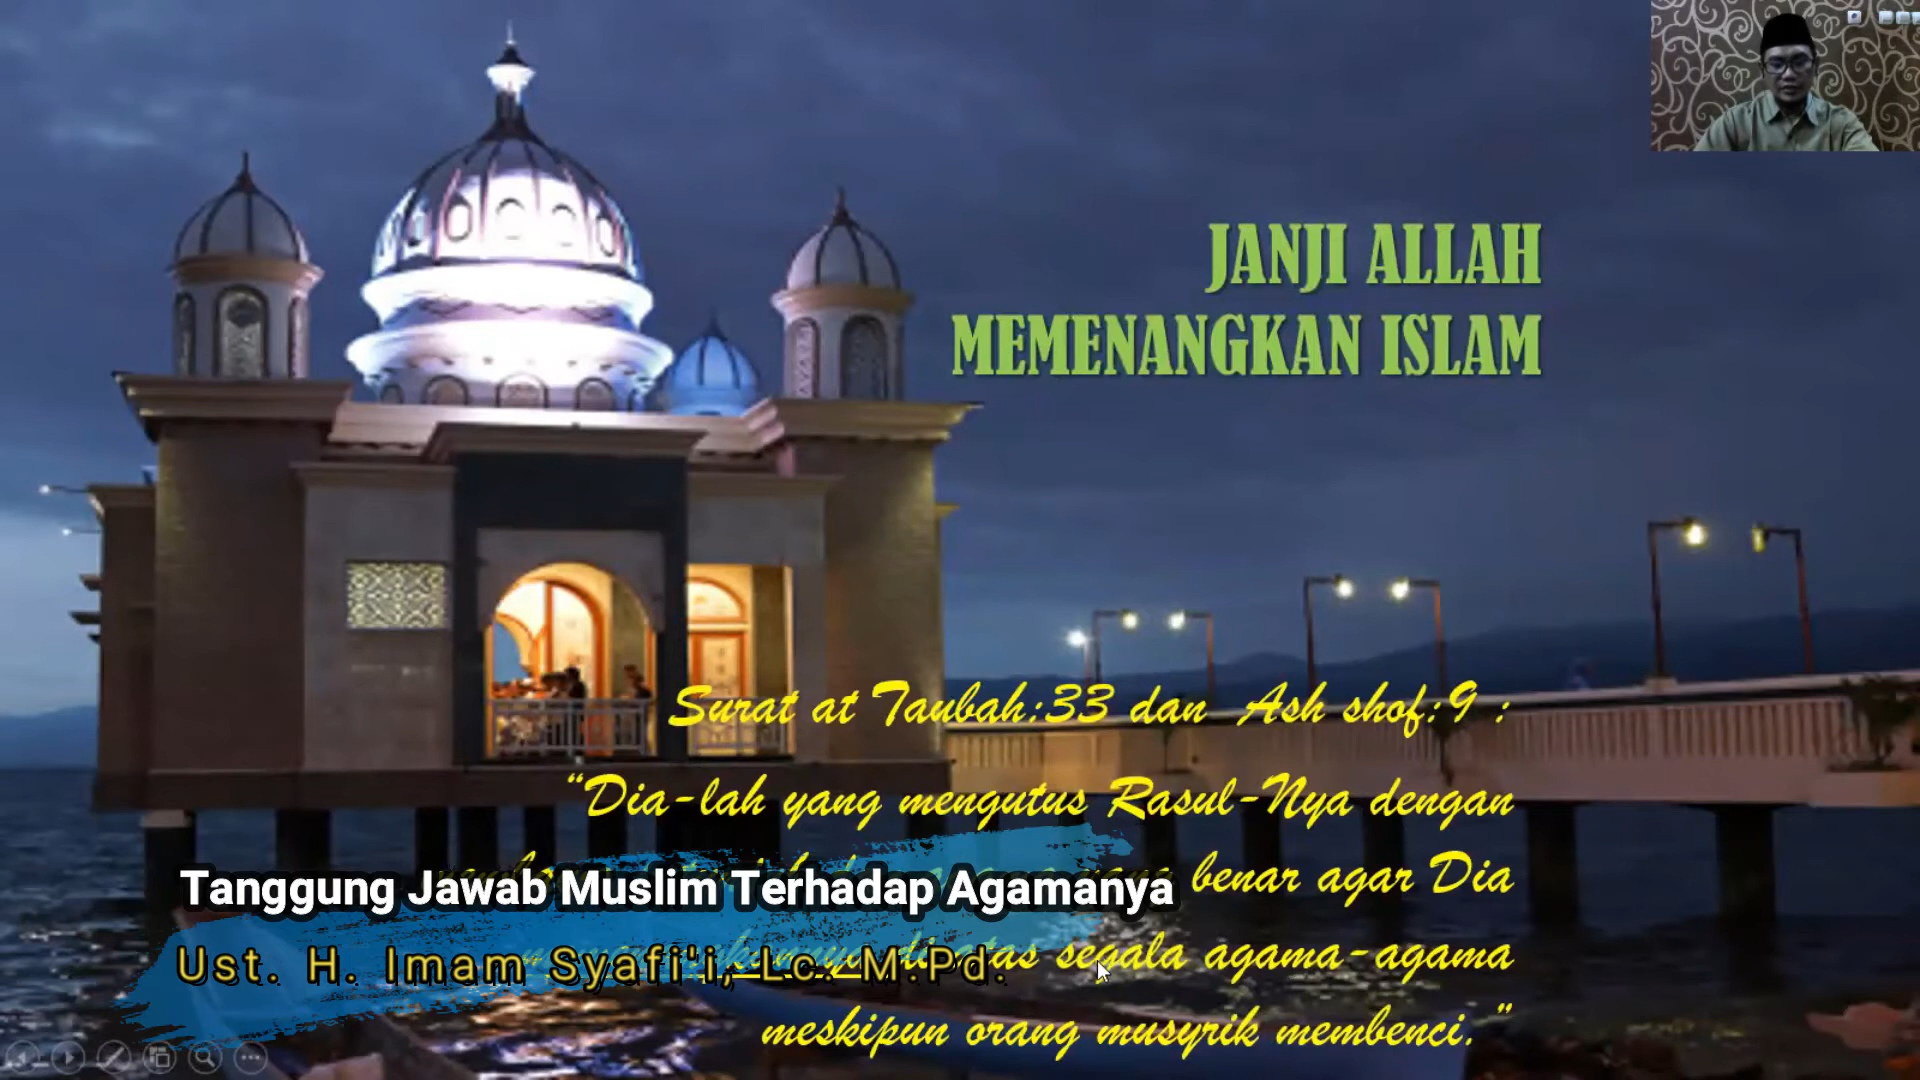 JANJI ALLAH
MEMENANGKAN ISLAM
Surat at Taubah:33 dan Ash shof:9 :
“Dia-lah yang mengutus Rasul-Nya dengan
benar agar Dia
segala agama-agama
meskipun orang musyrik membenci.”
Tanggung Jawab Muslim Terhadap Agamanya
Ust. H. Imam Syafi'i, Lc. M.Pd.